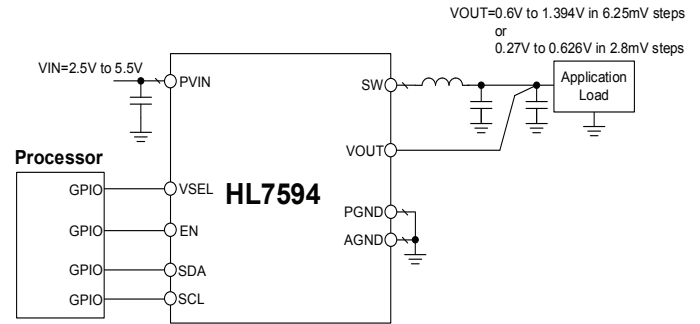 VOUT=0.6V to 1.394V in 6.25mV steps
or
0.27V to 0.626V in 2.8mV steps
VIN=2.5V to 5.5V
PVIN
SW
Application
Load
VOUT
Processor
GPIO
VSEL
HL7594
PGND
GPIO
EN
AGND
GPIO
SDA
GPIO
SCL